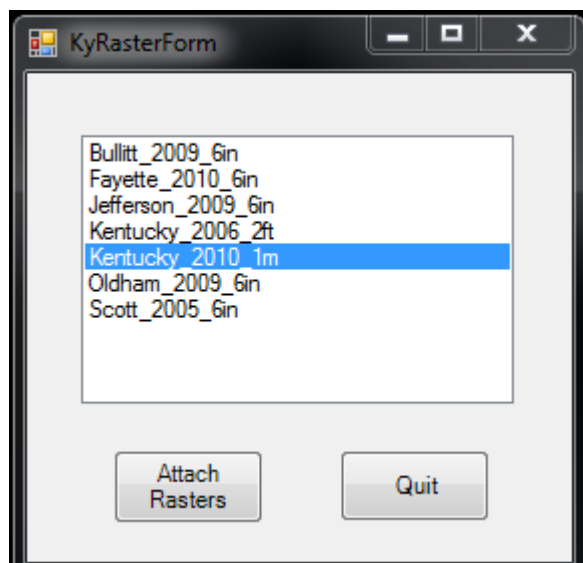 KyRasterForm
Bullitt_2009_6in
Fayette_2010_6in
Jefferson_2009_6in
Kentucky_2006_2ft
Kentucky_2010_1m
Oldham_2009_6in
Scott_2005_6in
Attach
Rasters
Quit